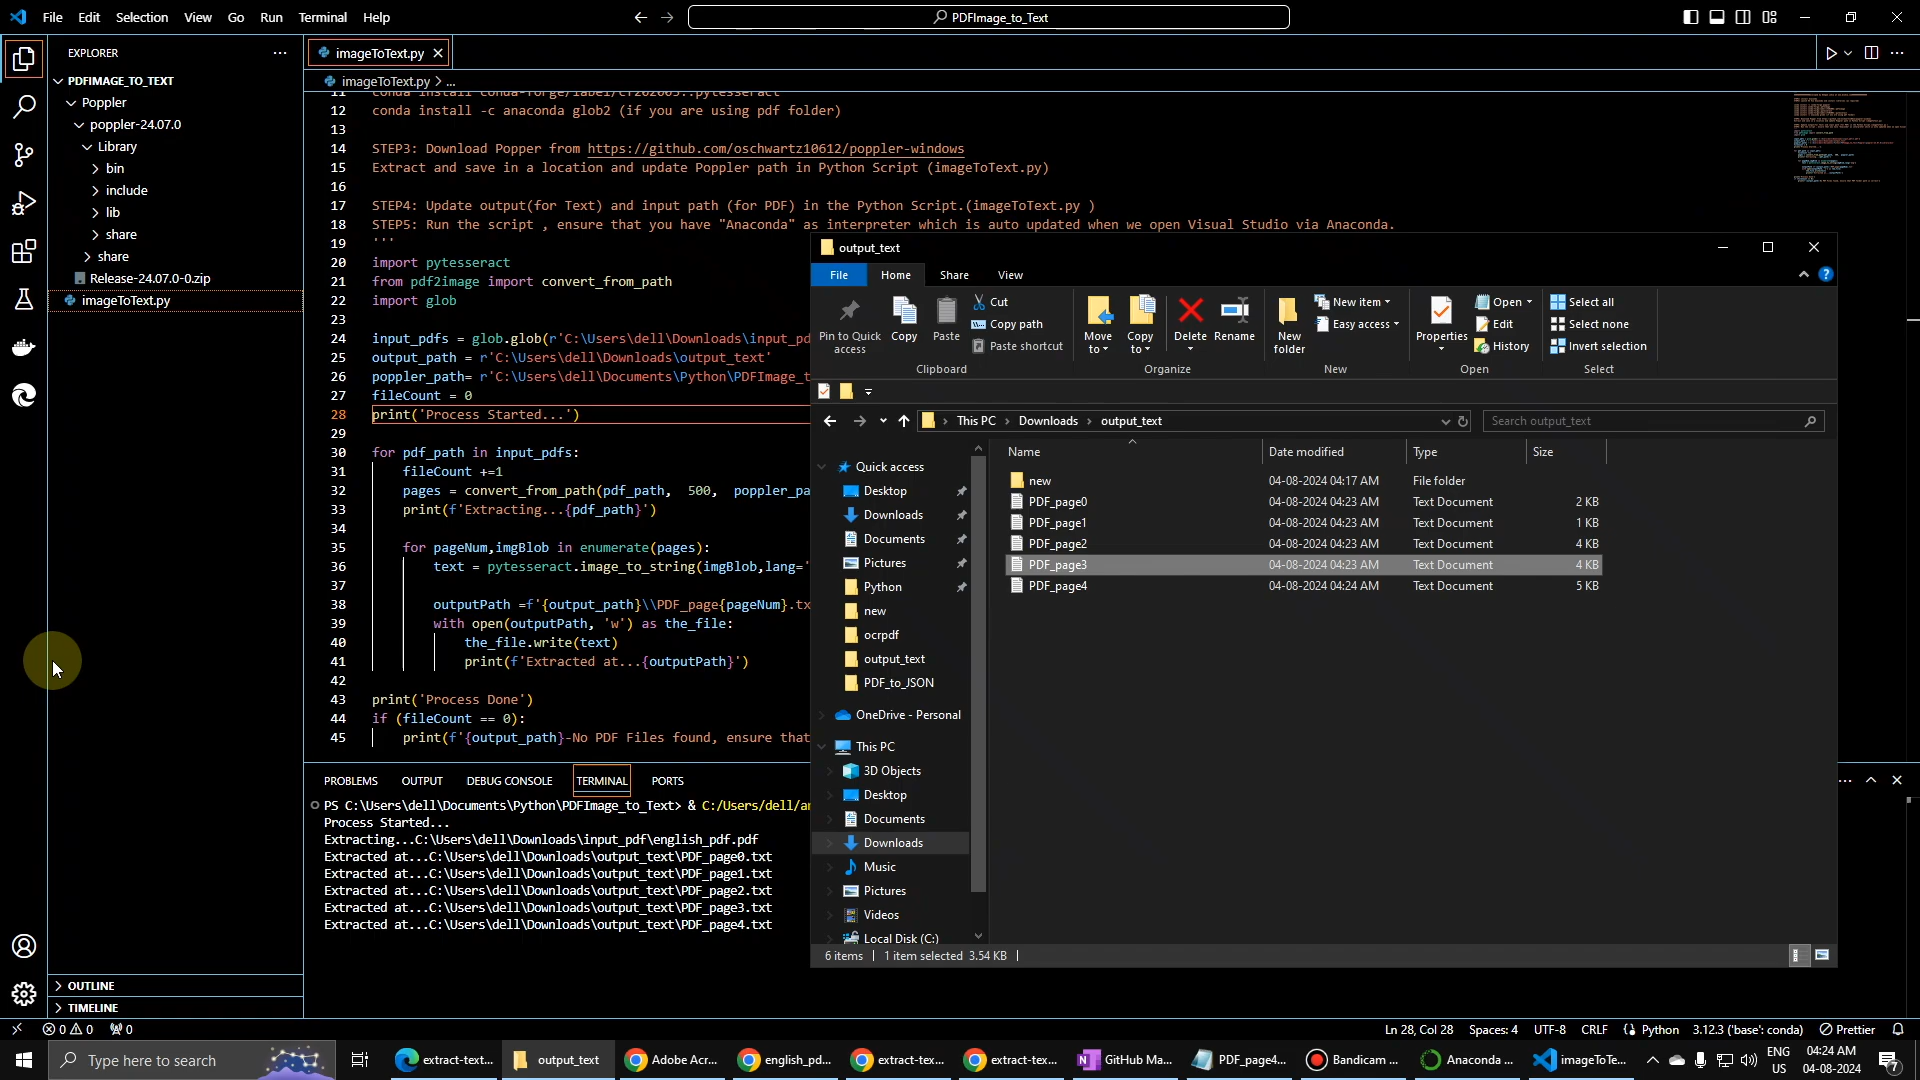 File Edit Selection View Go Run Terminal Help
PDFImage_to_Text
EXPLORER
PDFIMAGE_TO_TEXT
Poppler
poppler-24.07.0
Library
bin
include
lib
share
share
Release-24.07.0-0.zip
imageToText.py
OUTLINE
TIMELINE
imageToText.py
imageToText.py > ...
11 conda install conda-forge/label/cf202003::pytesseract
12 conda install -c anaconda glob2 (if you are using pdf folder)
13
14 STEP3: Download Popper from https://github.com/oschwartz10612/poppler-windows
15 Extract and save in a location and update Poppler path in Python Script (imageToText.py)
16
17 STEP4: Update output(for Text) and input path (for PDF) in the Python Script.(imageToText.py )
18 STEP5: Run the script , ensure that you have "Anaconda" as interpreter which is auto updated when we open Visual Studio via Anaconda.
19 '''
20 import pytesseract
21 from pdf2image import convert_from_path
22 import glob
23
24 input_pdfs = glob.glob(r'C:\Users\dell\Downloads\input_pd
25 output_path = r'C:\Users\dell\Downloads\output_text'
26 poppler_path= r'C:\Users\dell\Documents\Python\PDFImage_t
27 fileCount = 0
28 print('Process Started...')
29
30 for pdf_path in input_pdfs:
31 fileCount +=1
32 pages = convert_from_path(pdf_path, 500, poppler_pa
33 print(f'Extracting...{pdf_path}')
34
35 for pageNum,imgBlob in enumerate(pages):
36 text = pytesseract.image_to_string(imgBlob,lang='
37
38 outputPath =f'{output_path}\\PDF_page{pageNum}.tx
39 with open(outputPath, 'w') as the_file:
40 the_file.write(text)
41 print(f'Extracted at...{outputPath}')
42
43 print('Process Done')
44 if (fileCount == 0):
45 print(f'{output_path}-No PDF Files found, ensure that
PROBLEMS OUTPUT DEBUG CONSOLE TERMINAL PORTS
PS C:\Users\dell\Documents\Python\PDFImage_to_Text> & C:/Users/dell/an
Process Started...
Extracting...C:\Users\dell\Downloads\input_pdf\english_pdf.pdf
Extracted at...C:\Users\dell\Downloads\output_text\PDF_page0.txt
Extracted at...C:\Users\dell\Downloads\output_text\PDF_page1.txt
Extracted at...C:\Users\dell\Downloads\output_text\PDF_page2.txt
Extracted at...C:\Users\dell\Downloads\output_text\PDF_page3.txt
Extracted at...C:\Users\dell\Downloads\output_text\PDF_page4.txt
output_text
File Home Share View
Pin to Quick access
Copy
Paste
Cut
Copy path
Paste shortcut
Clipboard
Move to
Copy to
Delete
Rename
Organize
New folder
New item
Easy access
New
Properties
Open
Edit
History
Open
Select all
Select none
Invert selection
Select
This PC > Downloads > output_text
Search output_text
Quick access
Desktop
Downloads
Documents
Pictures
Python
new
ocrpdf
output_text
PDF_to_JSON
OneDrive - Personal
This PC
3D Objects
Desktop
Documents
Downloads
Music
Pictures
Videos
Local Disk (C:)
Name Date modified Type Size
new 04-08-2024 04:17 AM File folder
PDF_page0 04-08-2024 04:23 AM Text Document 2 KB
PDF_page1 04-08-2024 04:23 AM Text Document 1 KB
PDF_page2 04-08-2024 04:23 AM Text Document 4 KB
PDF_page3 04-08-2024 04:23 AM Text Document 4 KB
PDF_page4 04-08-2024 04:24 AM Text Document 5 KB
6 items 1 item selected 3.54 KB
0 0 0
Ln 28, Col 28 Spaces: 4 UTF-8 CRLF Python 3.12.3 ('base': conda) Prettier
Type here to search
extract-text... output_text Adobe Acr... english_pd... extract-tex... extract-tex... GitHub Ma... PDF_page4... Bandicam ... Anaconda ... imageToTe...
ENG US
04:24 AM
04-08-2024
7